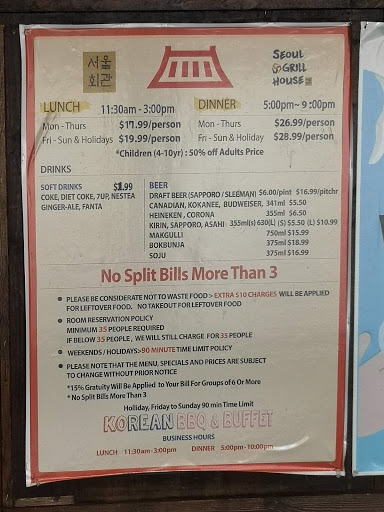 서울
회관
SEOUL
GRILL
HOUSE
LUNCH 11:30am - 3:00pm DINNER 5:00pm~ 9:00pm
Mon - Thurs $17.99/person Mon - Thurs $26.99/person
Fri - Sun & Holidays $19.99/person Fri - Sun & Holiday $28.99/person
*Children (4-10yr) : 50% off Adults Price
DRINKS
SOFT DRINKS $1.99
COKE, DIET COKE, 7UP, NESTEA
GINGER-ALE, FANTA
BEER
DRAFT BEER (SAPPORO / SLEEMAN) $6.00/pint $16.99/pitchr
CANADIAN, KOKANEE, BUDWEISER, 341ml $5.50
HEINEKEN, CORONA 355ml $6.50
KIRIN, SAPPORO, ASAHI 355ml(s) 630(L) (S) $5.50 (L) $10.99
MAKGULLI 750ml $15.99
BOKBUNJA 375ml $18.99
SOJU 375ml $16.99
No Split Bills More Than 3
PLEASE BE CONSIDERATE NOT TO WASTE FOOD > EXTRA $10 CHARGES WILL BE APPLIED
FOR LEFTOVER FOOD. NO TAKEOUT FOR LEFTOVER FOOD
ROOM RESERVATION POLICY
MINIMUM 35 PEOPLE REQUIRED
IF BELOW 35 PEOPLE , WE WILL STILL CHARGE FOR 35 PEOPLE
WEEKENDS / HOLIDAYS > 90 MINUTE TIME LIMIT POLICY
PLEASE NOTE THAT THE MENU, SPECIALS AND PRICES ARE SUBJECT
TO CHANGE WITHOUT PRIOR NOTICE
*15% Gratuity Will Be Applied to Your Bill For Groups of 6 Or More
* No Split Bills More Than 3
Holliday, Friday to Sunday 90 min Time Limit
KOREAN BBQ & BUFFET
BUSINESS HOURS
LUNCH 11:30am - 3:00pm DINNER 5:00pm - 10:00pm